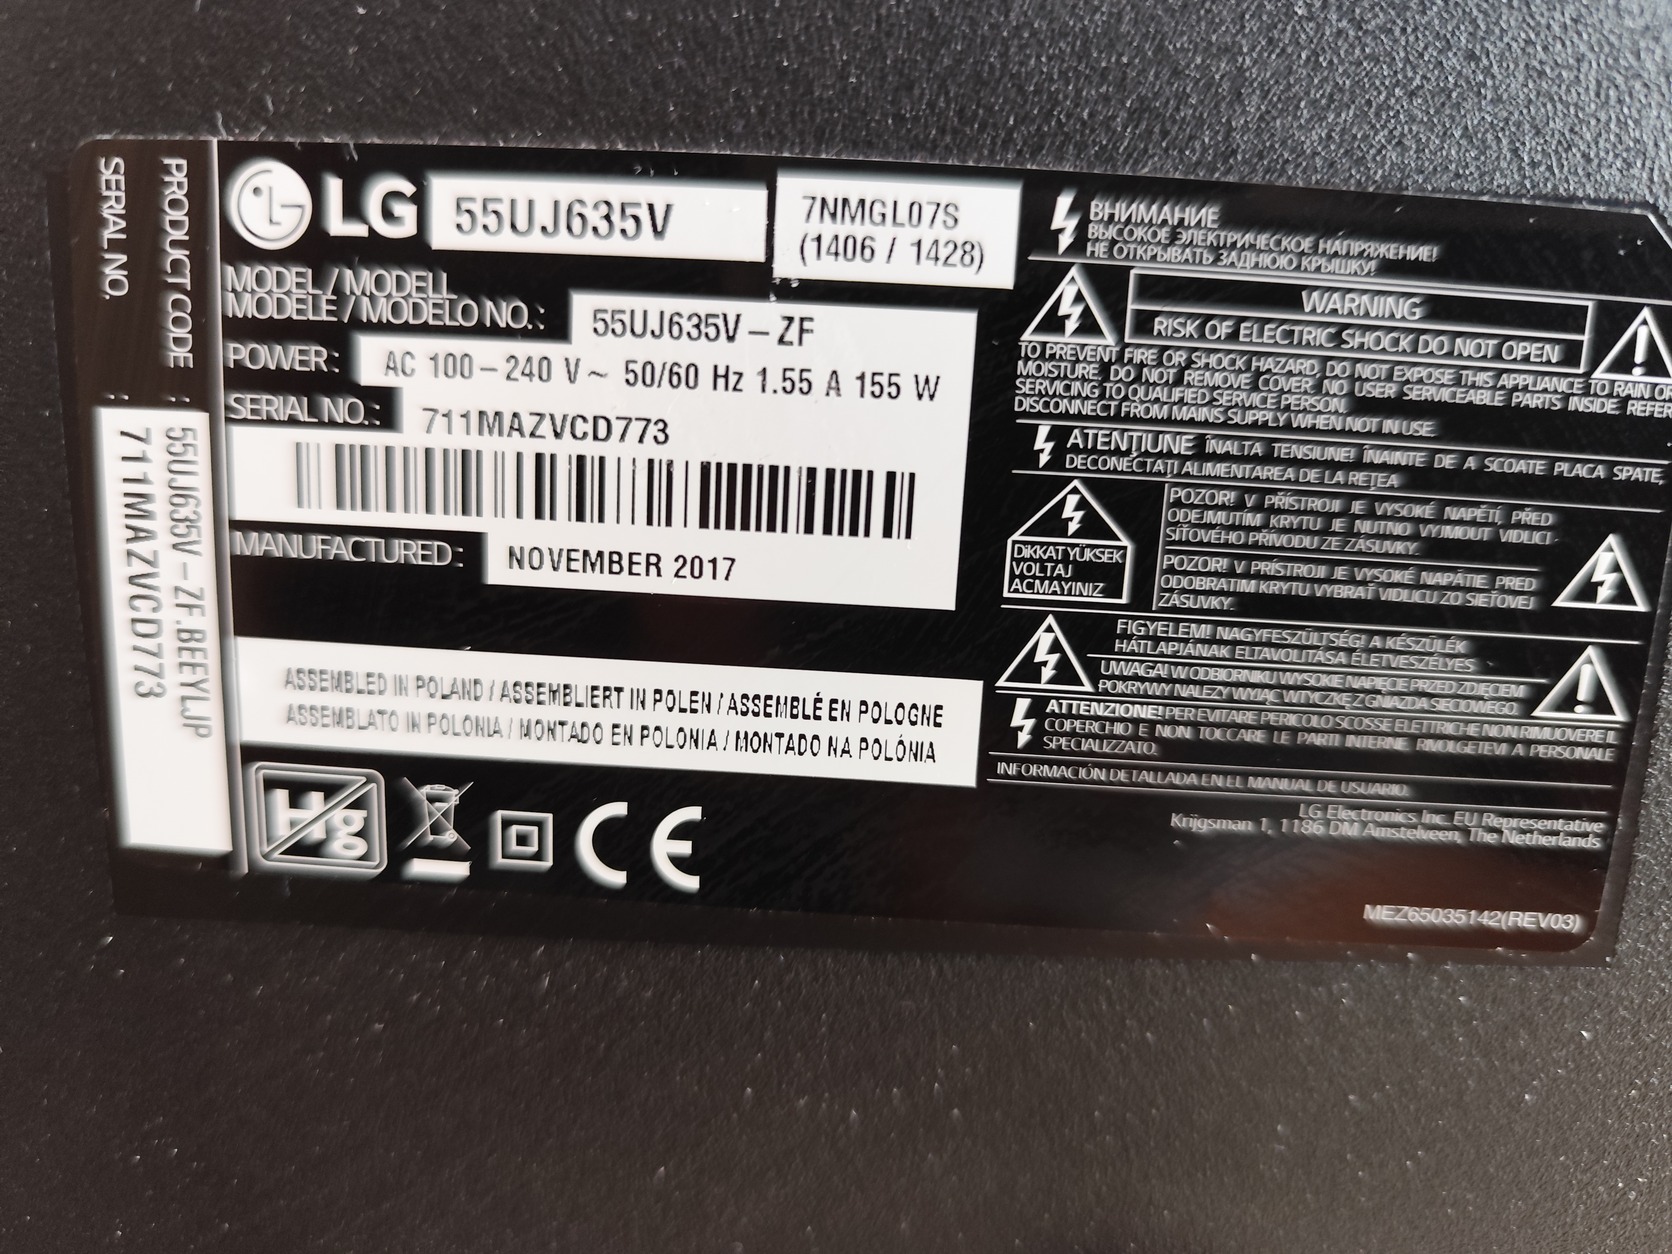 PRODUCT CODE : 55UJ635V-ZF.BEEYLJP
SERIAL NO. : 711MAZVCD773
LG 55UJ635V
7NMGL07S
(1406 / 1428)
MODEL / MODELL
MODELE / MODELO NO. : 55UJ635V-ZF
POWER : AC 100-240 V~ 50/60 Hz 1.55 A 155 W
SERIAL NO. : 711MAZVCD773
MANUFACTURED : NOVEMBER 2017
ASSEMBLED IN POLAND / ASSEMBLIERT IN POLEN / ASSEMBLÉ EN POLOGNE
ASSEMBLATO IN POLONIA / MONTADO EN POLONIA / MONTADO NA POLÓNIA
Hg
CE
ВНИМАНИЕ
ВЫСОКОЕ ЭЛЕКТРИЧЕСКОЕ НАПРЯЖЕНИЕ!
НЕ ОТКРЫВАТЬ ЗАДНЮЮ КРЫШКУ!
WARNING
RISK OF ELECTRIC SHOCK DO NOT OPEN
TO PREVENT FIRE OR SHOCK HAZARD, DO NOT EXPOSE THIS APPLIANCE TO RAIN OR
MOISTURE. DO NOT REMOVE COVER. NO USER SERVICEABLE PARTS INSIDE. REFER
SERVICING TO QUALIFIED SERVICE PERSON.
DISCONNECT FROM MAINS SUPPLY WHEN NOT IN USE.
ATENŢIUNE ÎNALTA TENSIUNE! ÎNAINTE DE A SCOATE PLACA SPATE,
DECONECTAŢI ALIMENTAREA DE LA REŢEA
DİKKAT YÜKSEK
VOLTAJ
AÇMAYINIZ
POZOR! V PŘÍSTROJI JE VYSOKÉ NAPĚTÍ, PŘED
ODEJMUTÍM KRYTU JE NUTNO VYJMOUT VIDLICI
SÍŤOVÉHO PŘÍVODU ZE ZÁSUVKY.
POZOR! V PRÍSTROJI JE VYSOKÉ NAPÄTIE, PRED
ODOBRATIM KRYTU VYBRAŤ VIDLICU ZO SIEŤOVEJ
ZÁSUVKY.
FIGYELEM! NAGYFESZÜLTSÉG! A KÉSZÜLÉK
HÁTLAPJÁNAK ELTAVOLITÁSA ÉLETVESZÉLYES
UWAGA! W ODBIORNIKU WYSOKIE NAPIĘCIE PRZED ZDJĘCIEM
POKRYWY NALEŻY WYJĄĆ WTYCZKĘ Z GNIAZDA SIECIOWEGO
ATTENZIONE! PER EVITARE PERICOLO SCOSSE ELETTRICHE NON RIMUOVERE IL
COPERCHIO E NON TOCCARE LE PARTI INTERNE RIVOLGETEVI A PERSONALE
SPECIALIZZATO.
INFORMACIÓN DETALLADA EN EL MANUAL DE USUARIO.
LG Electronics Inc. EU Representative
Krijgsman 1, 1186 DM Amstelveen, The Netherlands
MEZ65035142(REV03)